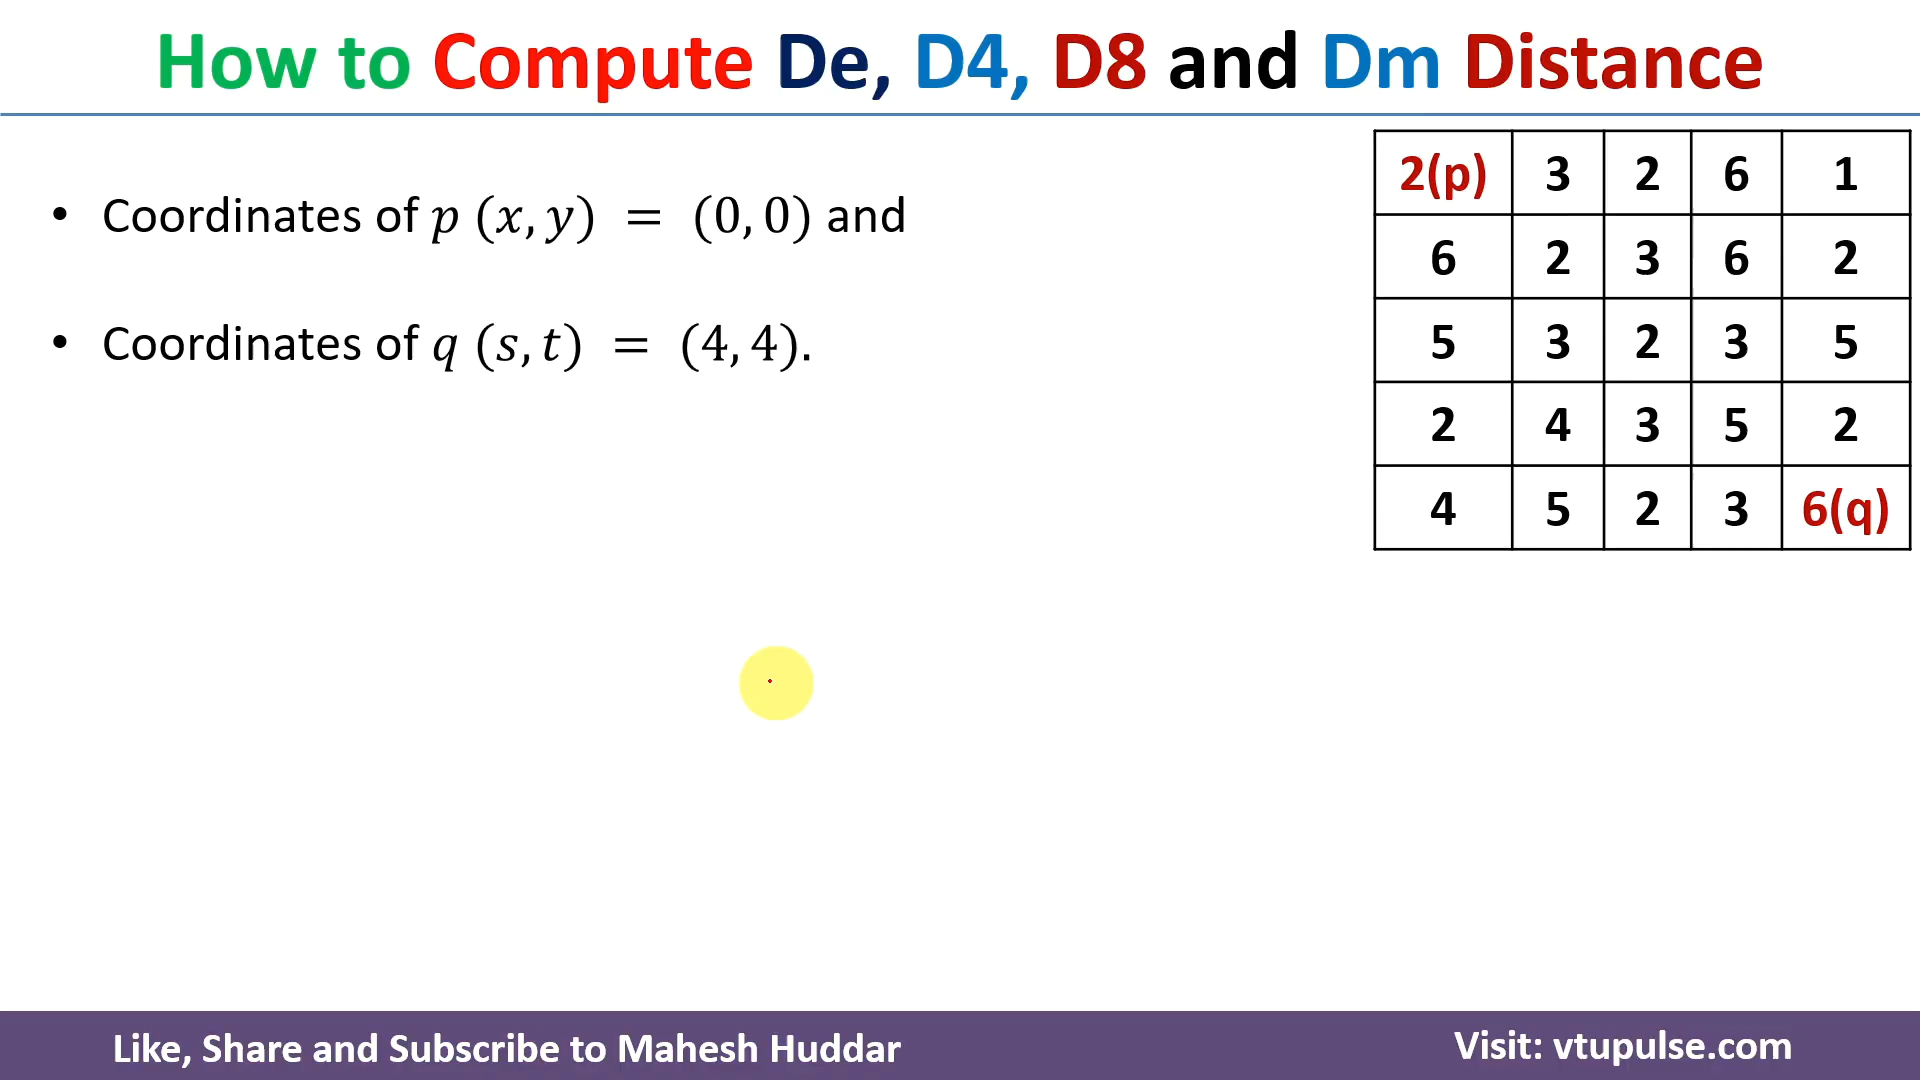 How to Compute De, D4, D8 and Dm Distance
• Coordinates of p (x, y) = (0, 0) and
• Coordinates of q (s, t) = (4, 4).
2(p) 3 2 6 1
6 2 3 6 2
5 3 2 3 5
2 4 3 5 2
4 5 2 3 6(q)
Like, Share and Subscribe to Mahesh Huddar
Visit: vtupulse.com